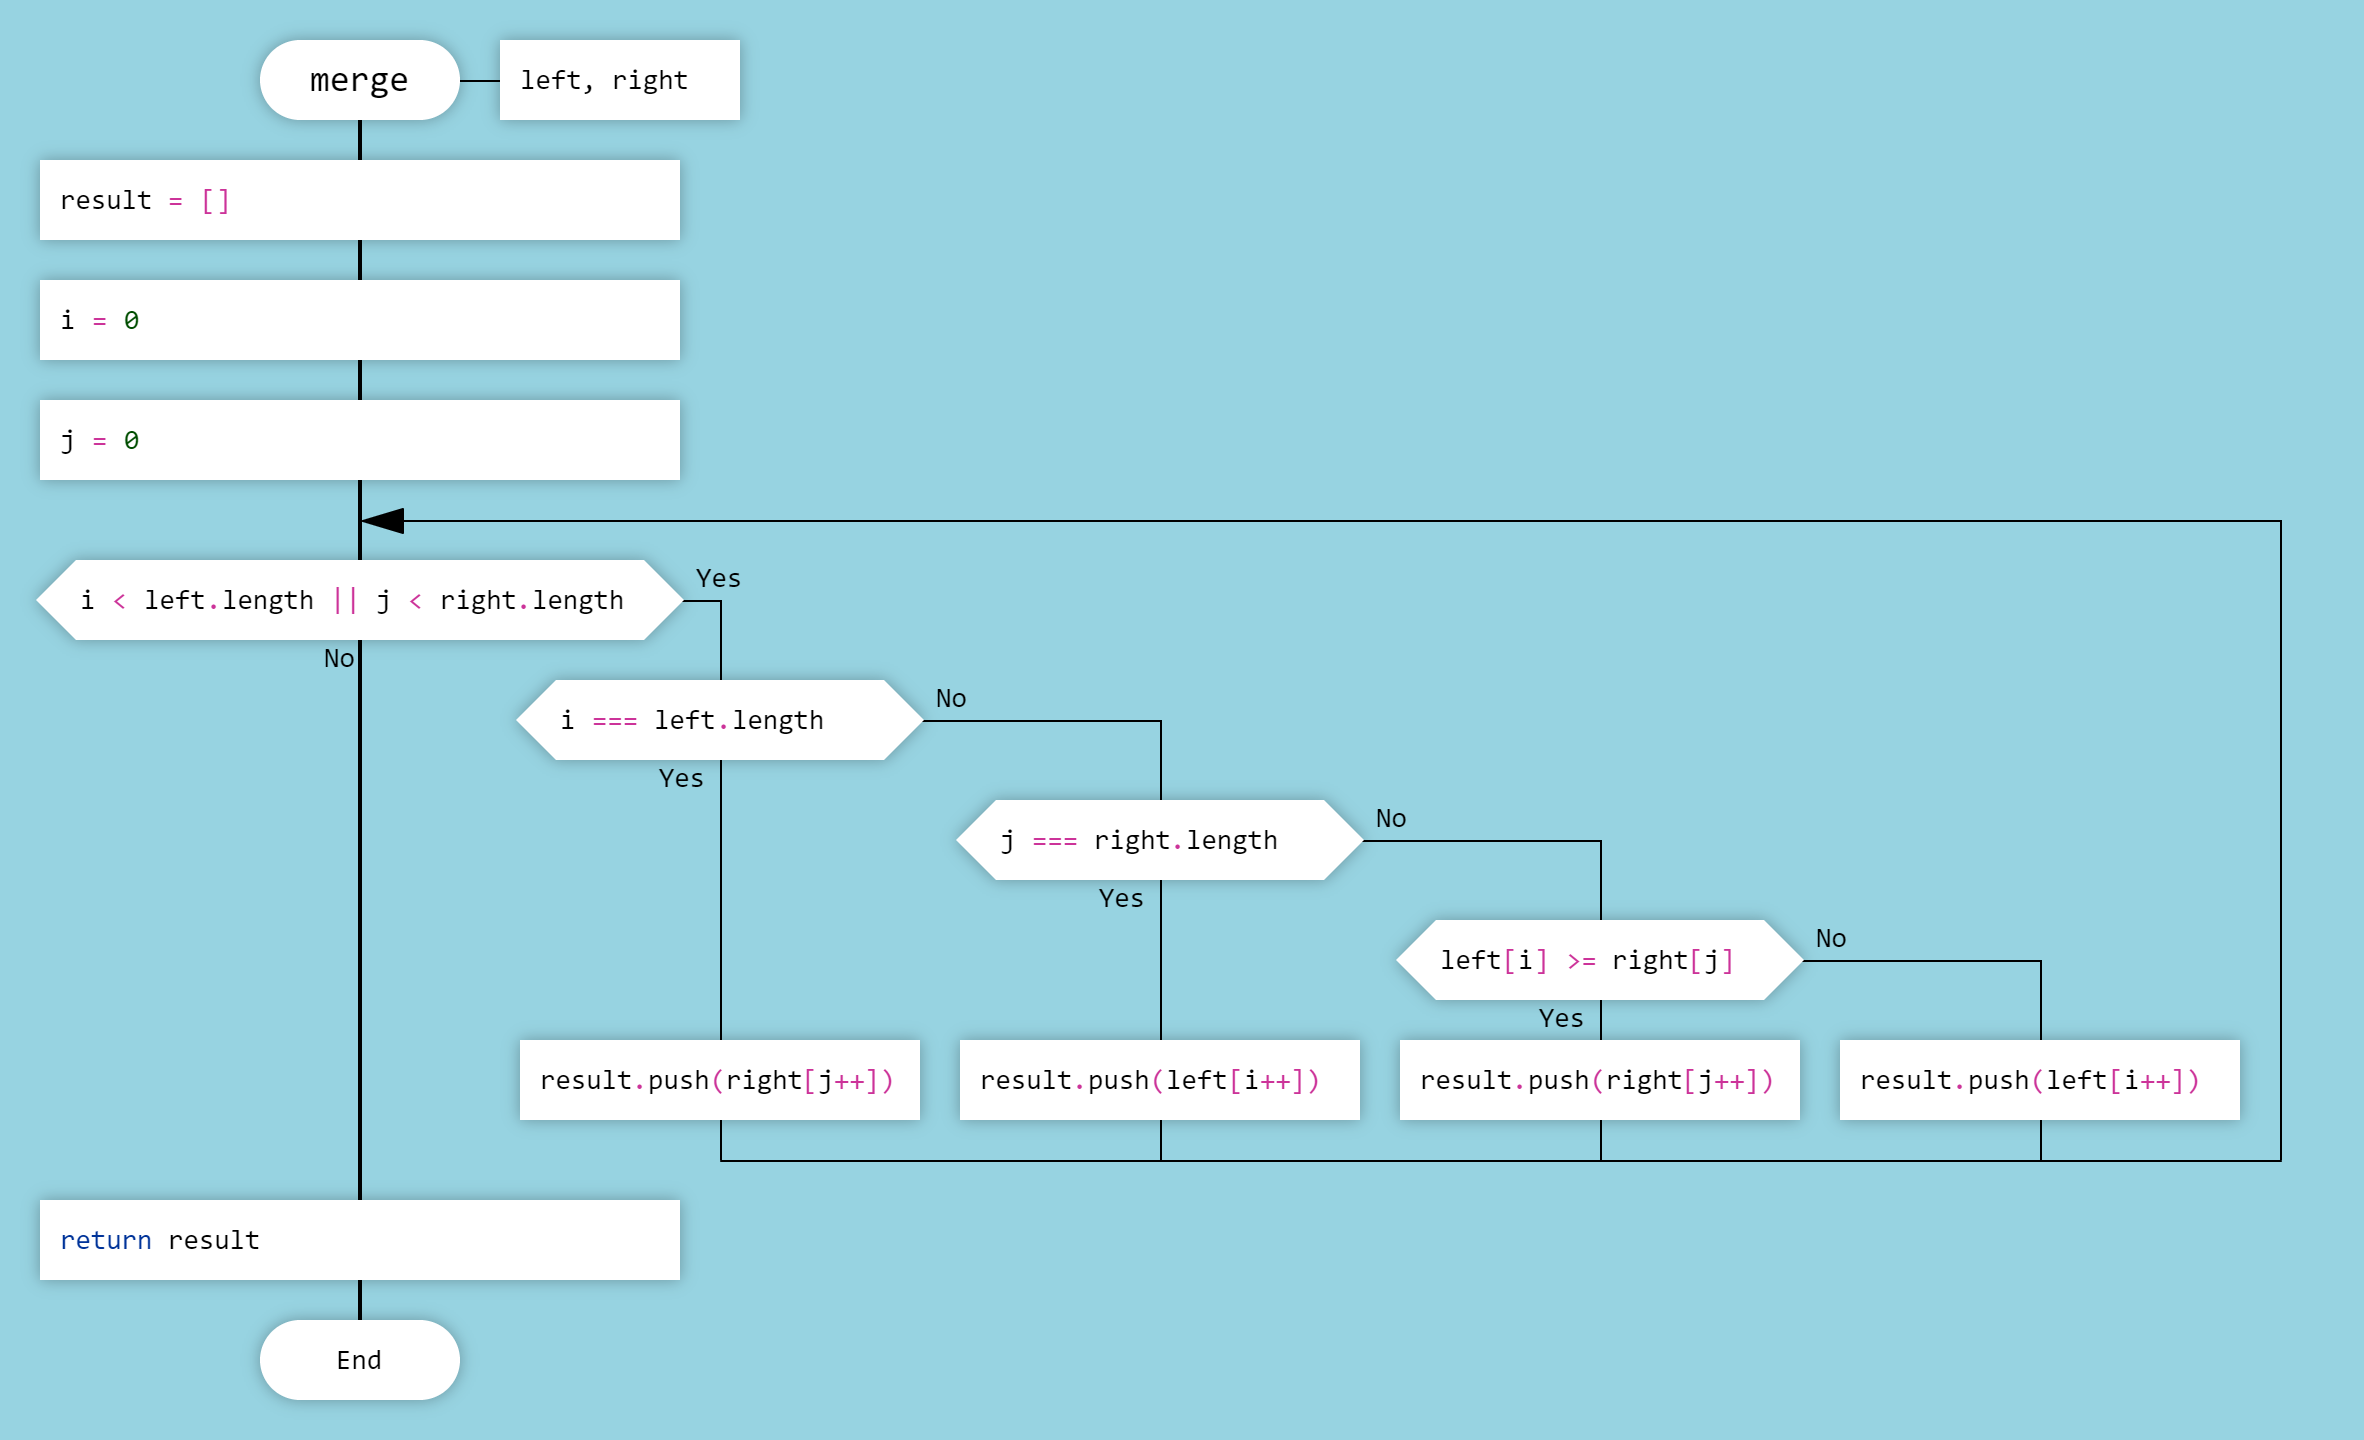 merge
left, right
result = []
i = 0
j = 0
i < left.length || j < right.length
Yes
No
i === left.length
No
Yes
j === right.length
No
Yes
left[i] >= right[j]
No
Yes
result.push(right[j++])
result.push(left[i++])
result.push(right[j++])
result.push(left[i++])
return result
End